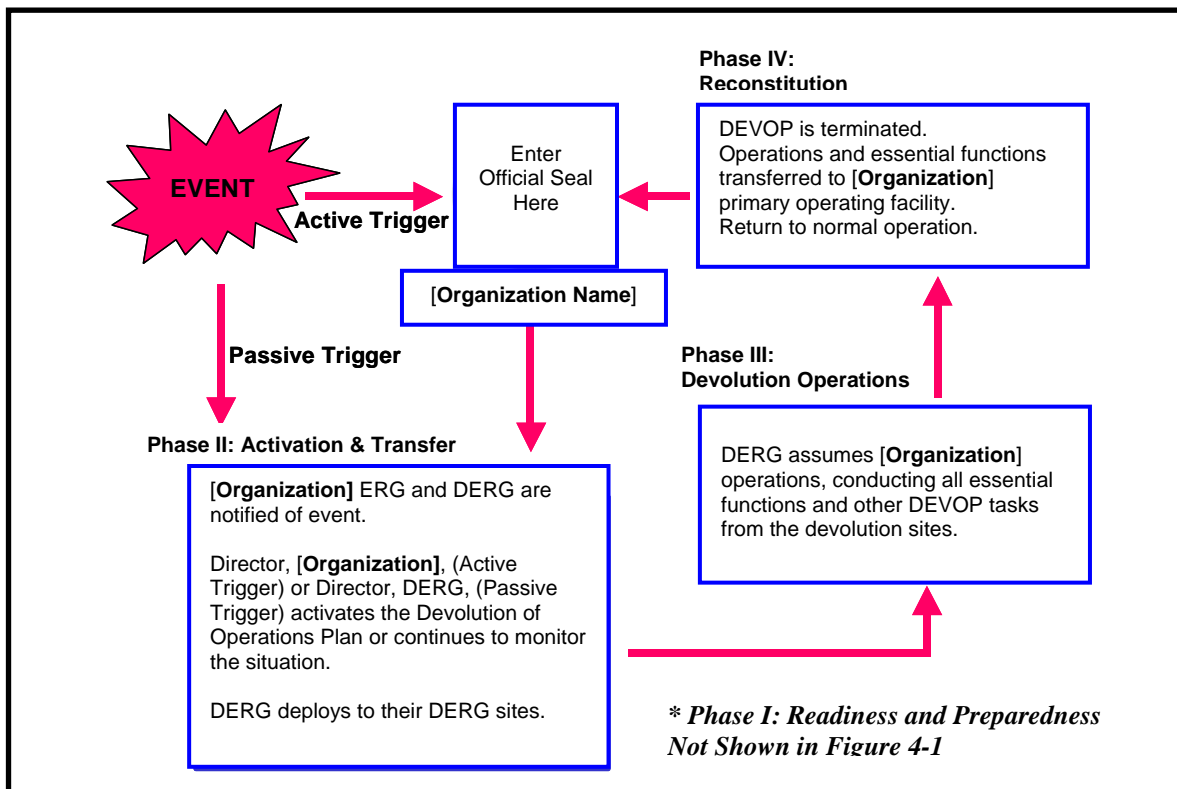 EVENT
Active Trigger
Passive Trigger
Enter
Official Seal
Here
[Organization Name]
Phase II: Activation & Transfer
[Organization] ERG and DERG are
notified of event.
Director, [Organization], (Active
Trigger) or Director, DERG, (Passive
Trigger) activates the Devolution of
Operations Plan or continues to monitor
the situation.
DERG deploys to their DERG sites.
Phase III:
Devolution Operations
DERG assumes [Organization]
operations, conducting all essential
functions and other DEVOP tasks
from the devolution sites.
Phase IV:
Reconstitution
DEVOP is terminated.
Operations and essential functions
transferred to [Organization]
primary operating facility.
Return to normal operation.
* Phase I: Readiness and Preparedness
Not Shown in Figure 4-1